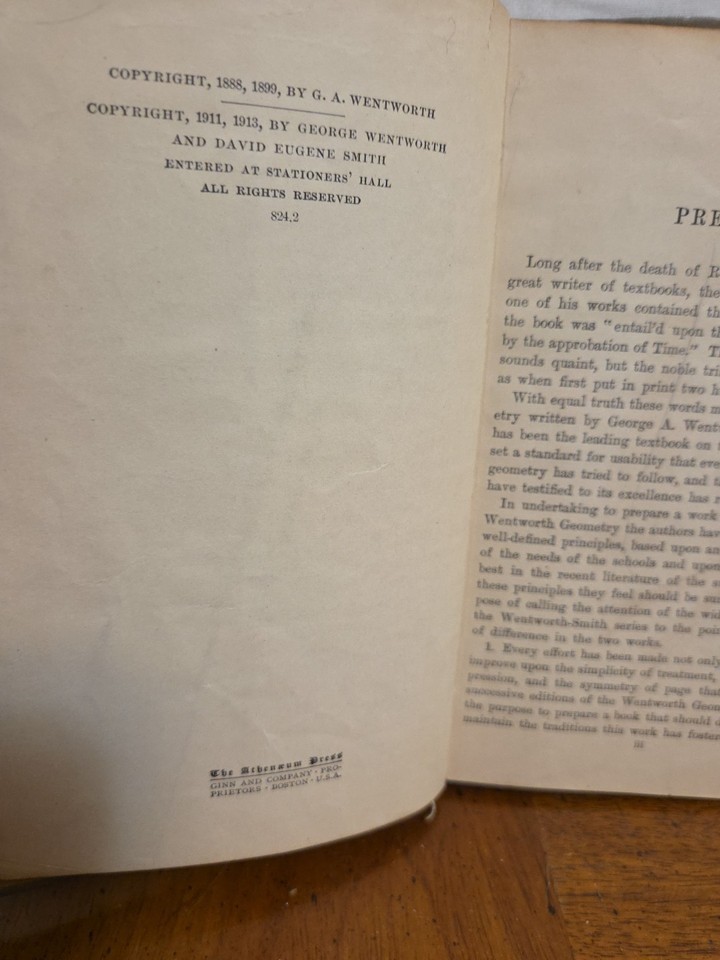 COPYRIGHT, 1888, 1899, BY G. A. WENTWORTH
COPYRIGHT, 1911, 1913, BY GEORGE WENTWORTH
AND DAVID EUGENE SMITH
ENTERED AT STATIONERS' HALL
ALL RIGHTS RESERVED
824.2
The Athenæum Press
GINN AND COMPANY · PRO-
PRIETORS · BOSTON · U.S.A.
PRE
Long after the death of R
great writer of textbooks, the
one of his works contained th
the book was "entail'd upon th
by the approbation of Time." T
sounds quaint, but the noble tri
as when first put in print two h
With equal truth these words m
etry written by George A. Went
has been the leading textbook on
set a standard for usability that eve
geometry has tried to follow, and t
have testified to its excellence has
In undertaking to prepare a work
Wentworth Geometry the authors hav
well-defined principles, based upon an
of the needs of the schools and upon
best in the recent literature of the
these principles they feel should be su
pose of calling the attention of the wid
the Wentworth-Smith series to the poin
of difference in the two works.
1. Every effort has been made not only
improve upon the simplicity of treatment,
pression, and the symmetry of page that
successive editions of the Wentworth Geom
the purpose to prepare a book that should
maintain the traditions this work has foster
iii